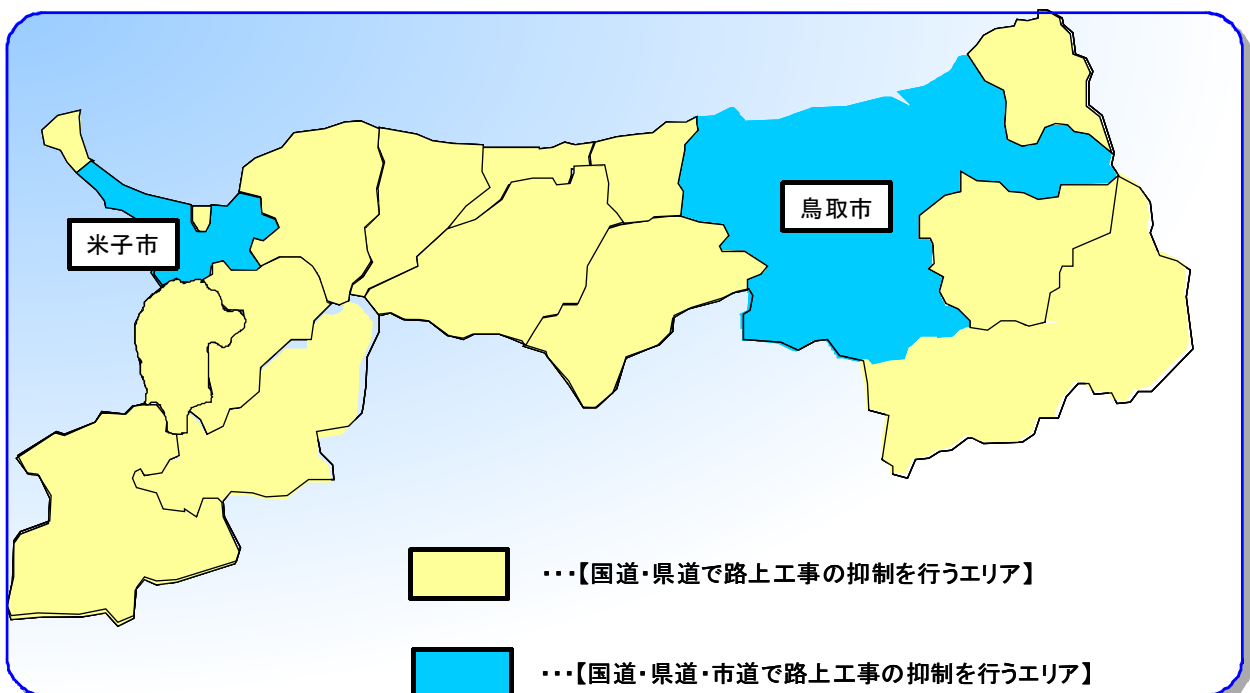 鳥取市
米子市
・・・【国道・県道で路上工事の抑制を行うエリア】
・・・【国道・県道・市道で路上工事の抑制を行うエリア】